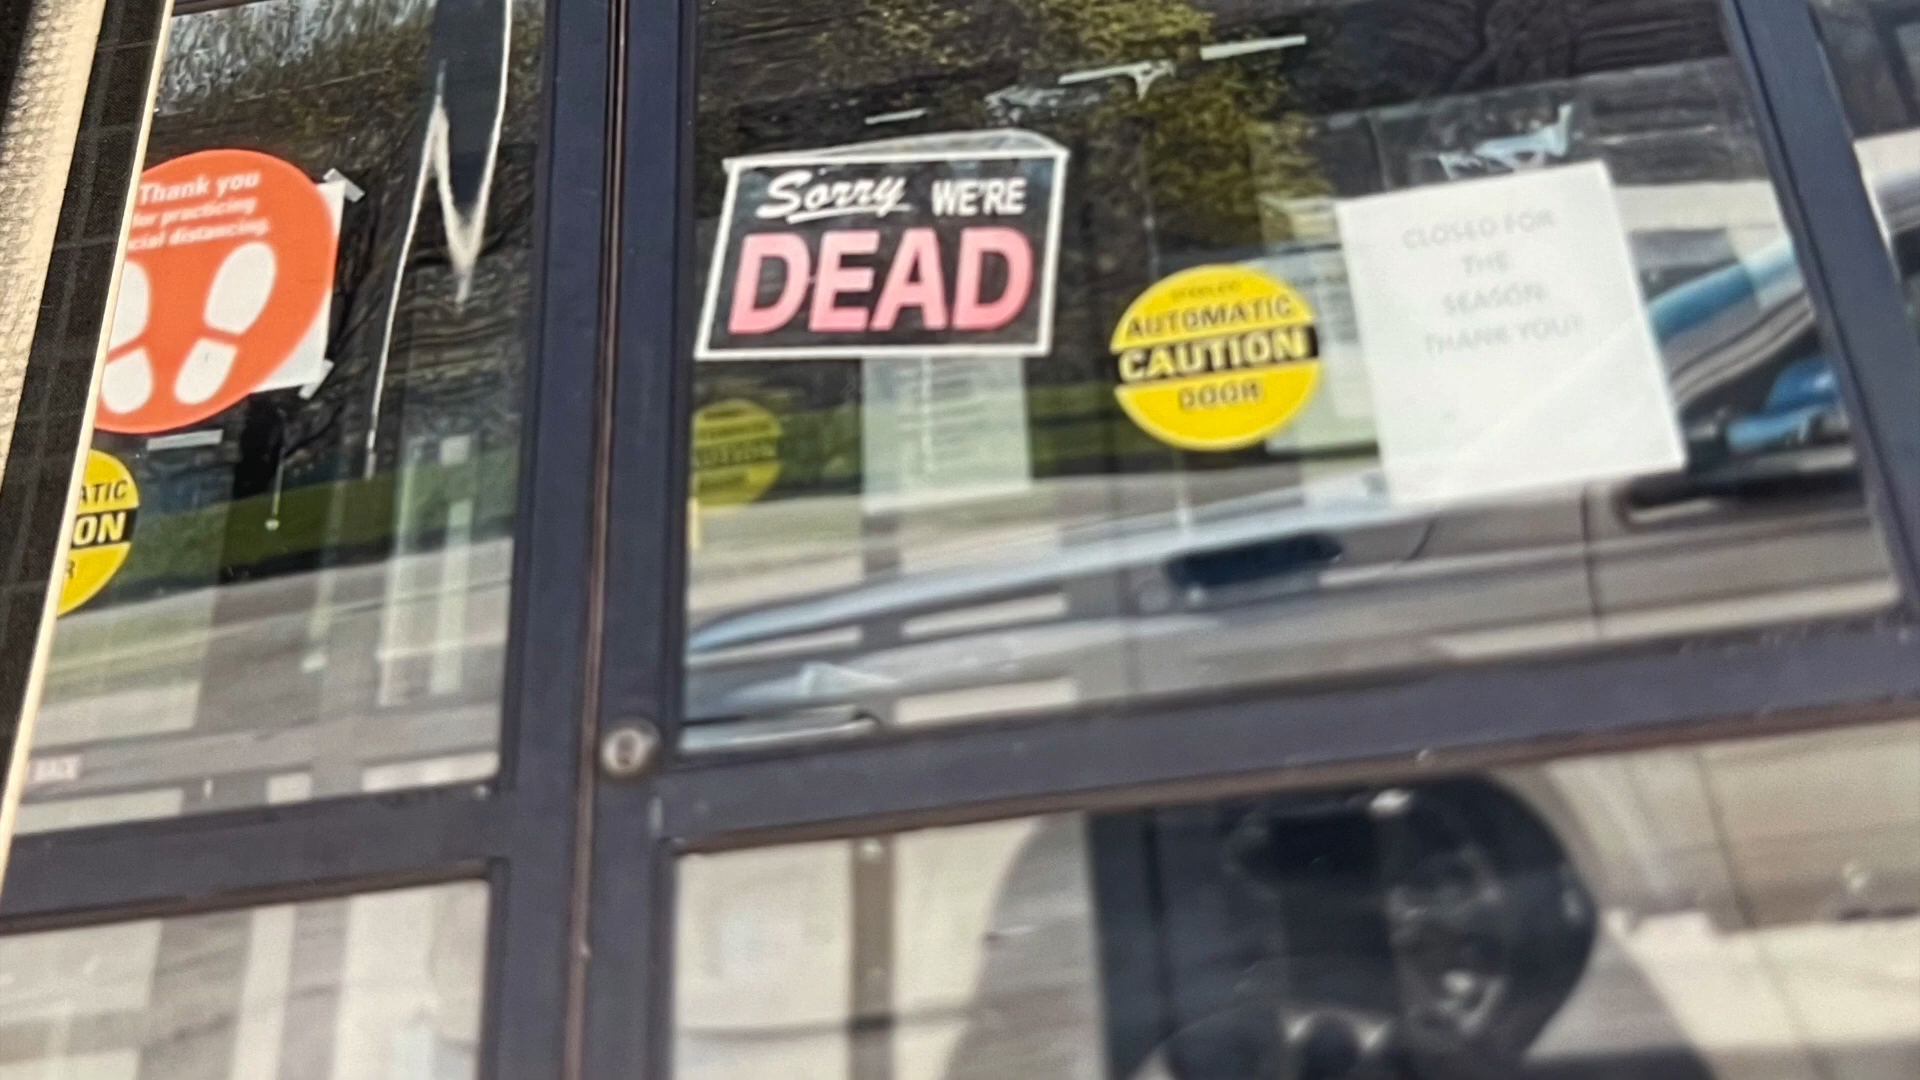 Thank you
for practicing
cial distancing.
ATIC
ON
R
Sorry WE'RE
DEAD
AUTOMATIC
CAUTION
DOOR
CLOSED FOR
THE
SEASON.
THANK YOU!